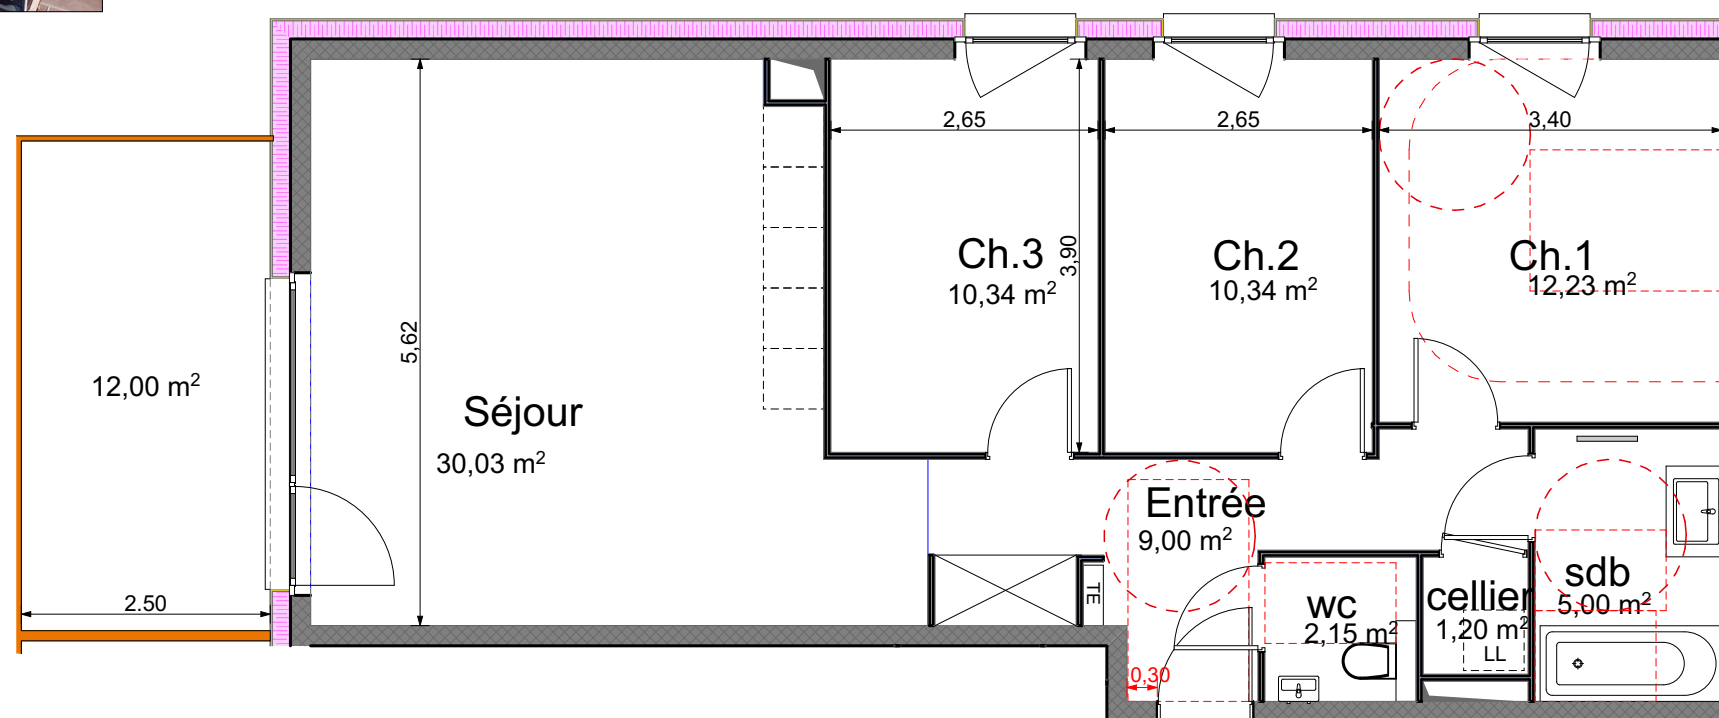 2,65
2,65
3,40
Ch.3
10,34 m²
3,90
Ch.2
10,34 m²
Ch.1
12,23 m²
5,62
12,00 m²
Séjour
30,03 m²
Entrée
9,00 m²
2.50
TE
wc
2,15 m²
cellier
1,20 m²
LL
sdb
5,00 m²
0,30